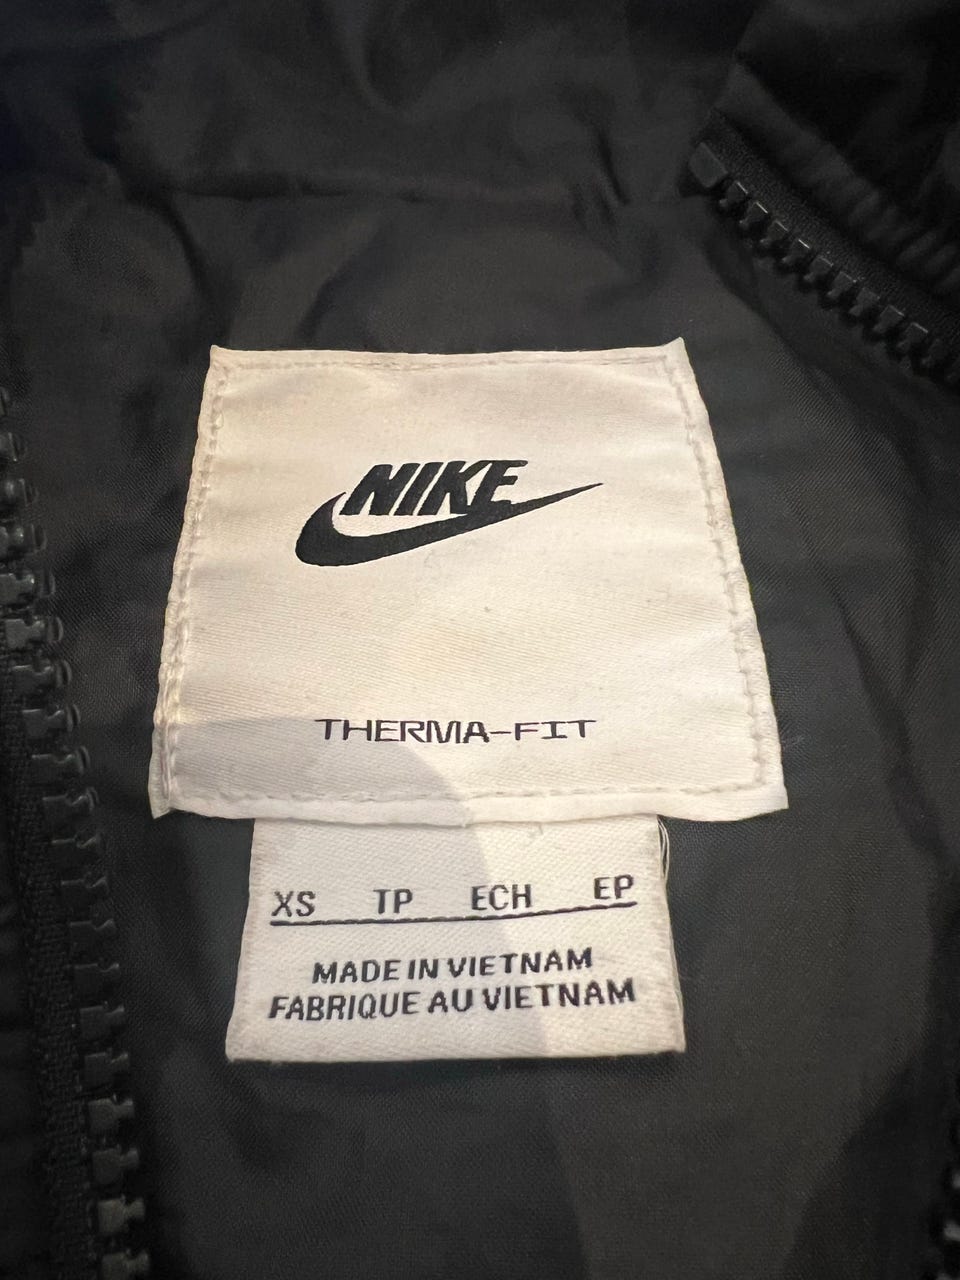 NIKE
THERMA-FIT
XS TP ECH EP
MADE IN VIETNAM
FABRIQUE AU VIETNAM